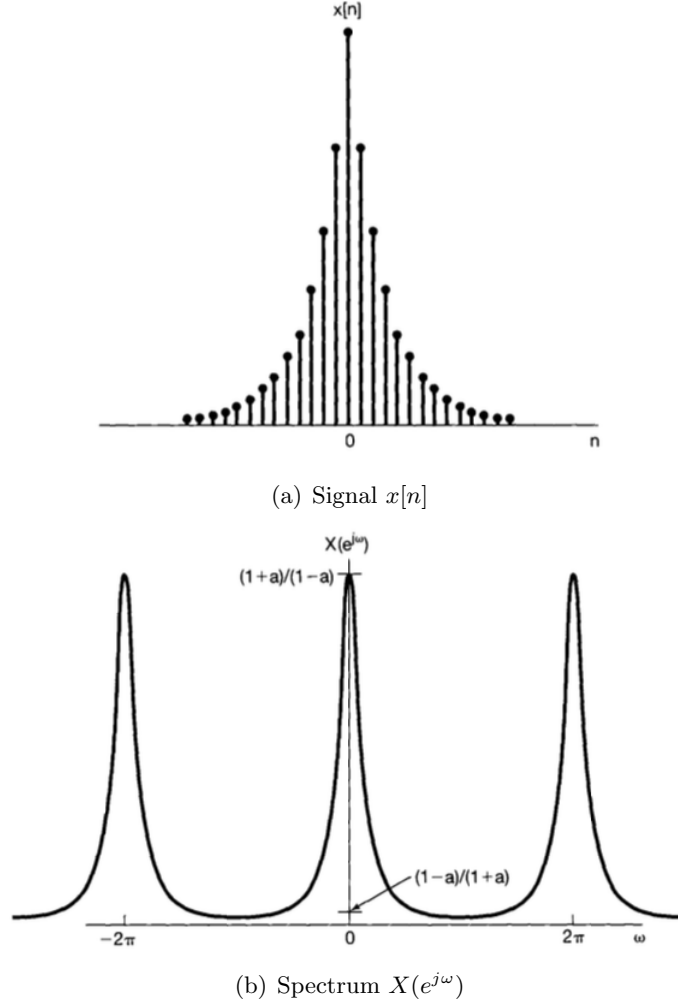 x[n]
0
n
(a) Signal x[n]
X(e^{jω})
(1+a)/(1−a)
(1−a)/(1+a)
−2π
0
2π
ω
(b) Spectrum X(e^{jω})